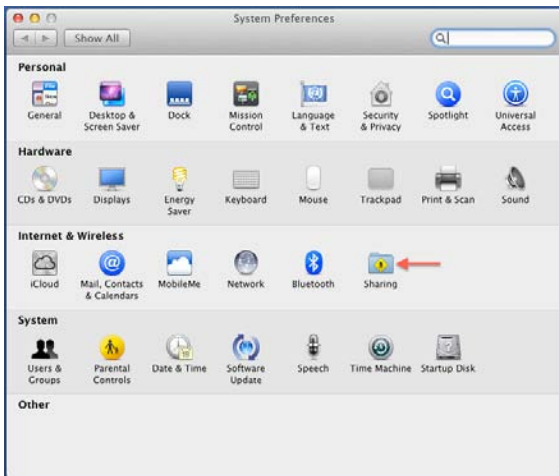 System Preferences
Show All
Personal
General
Desktop &
Screen Saver
Dock
Mission
Control
Language
& Text
Security
& Privacy
Spotlight
Universal
Access
Hardware
CDs & DVDs
Displays
Energy
Saver
Keyboard
Mouse
Trackpad
Print & Scan
Sound
Internet & Wireless
iCloud
Mail, Contacts
& Calendars
MobileMe
Network
Bluetooth
Sharing
System
Users &
Groups
Parental
Controls
Date & Time
Software
Update
Speech
Time Machine
Startup Disk
Other